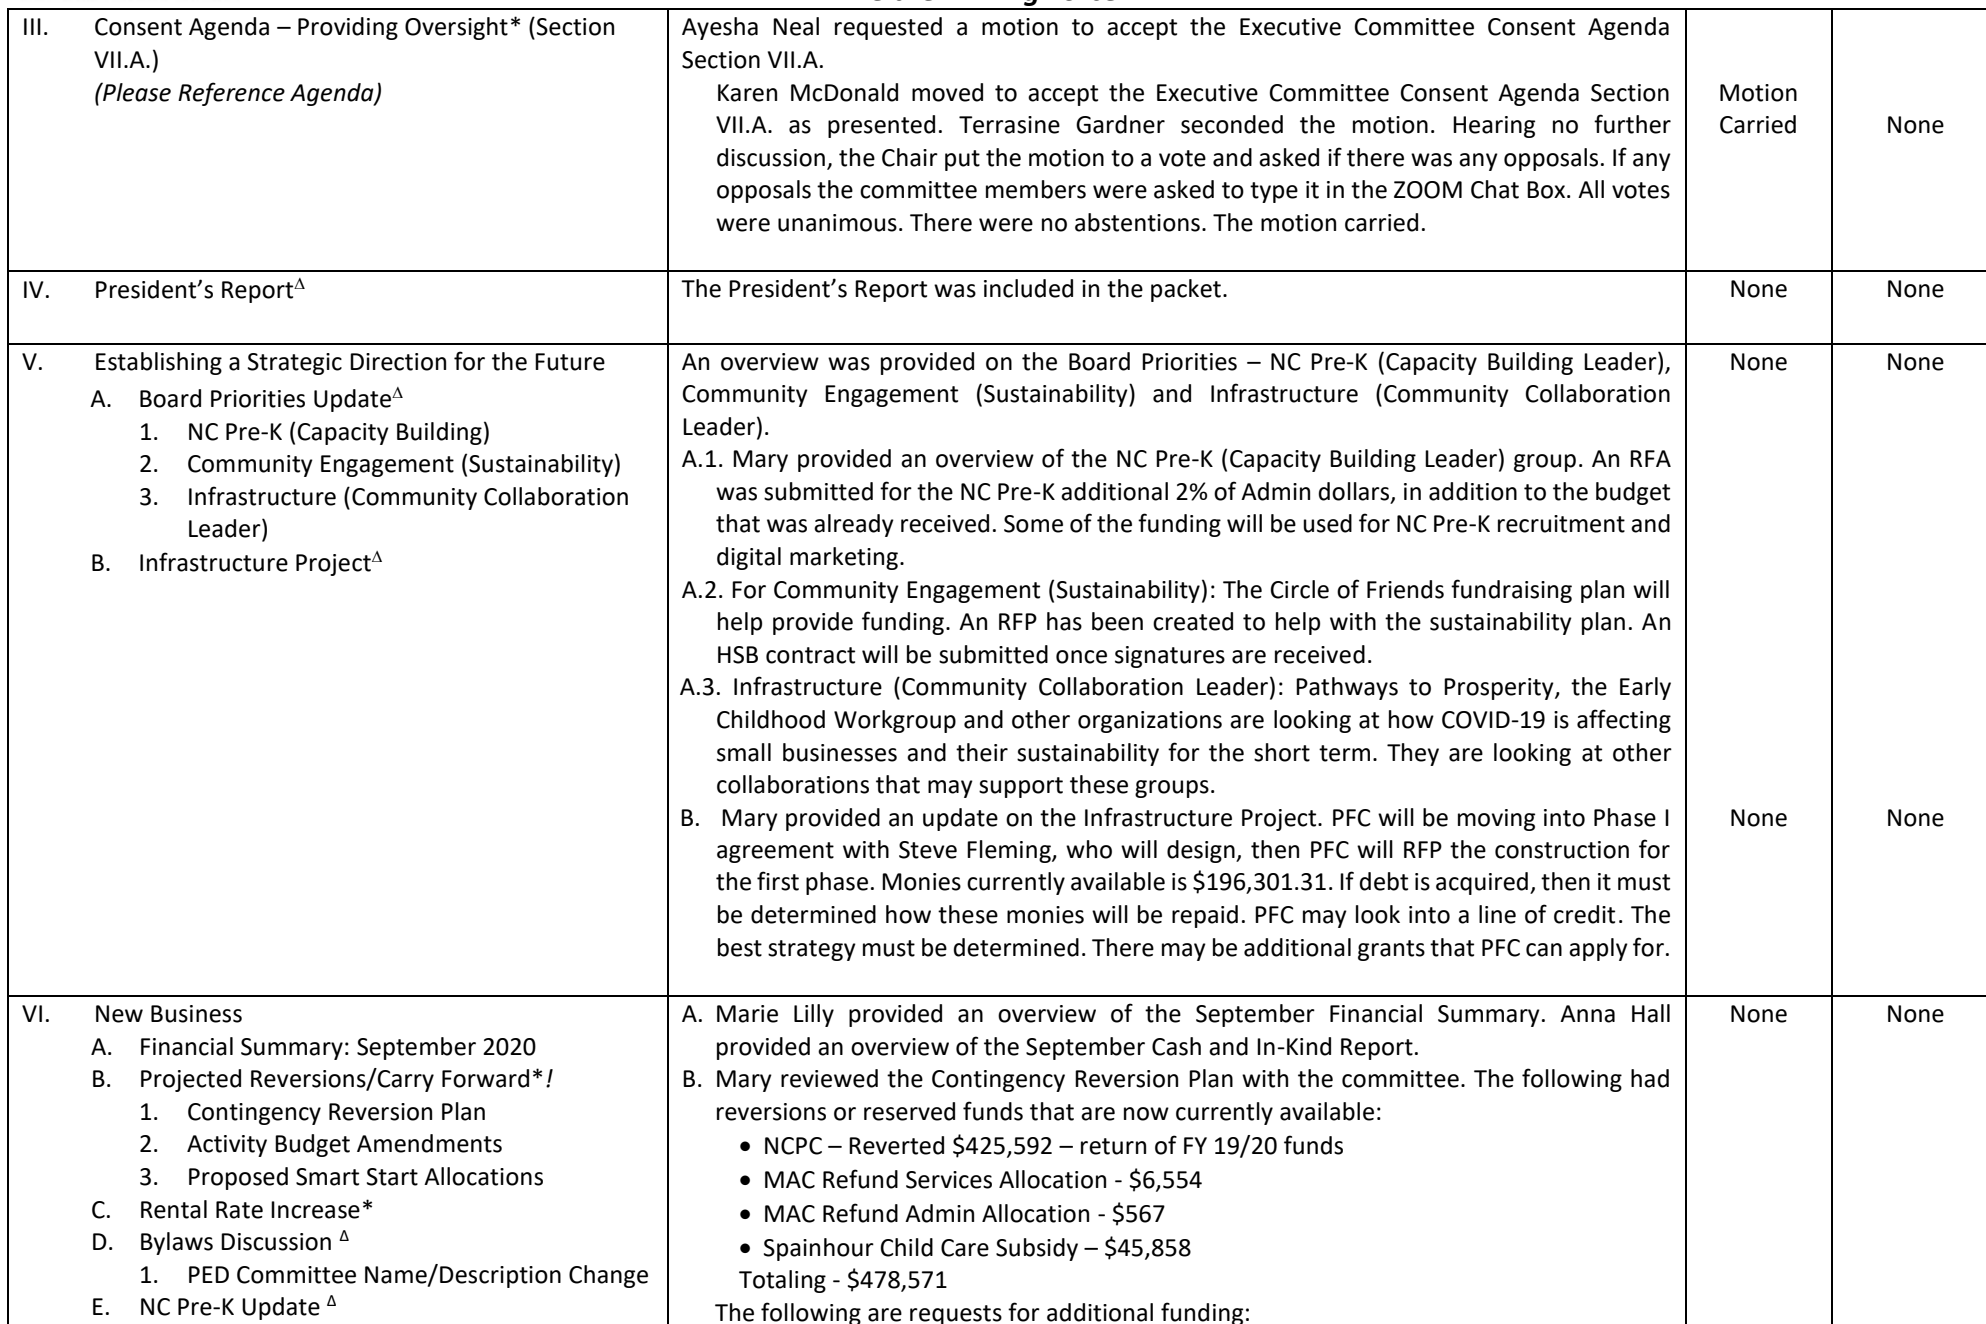 III. Consent Agenda – Providing Oversight* (Section
VII.A.)
(Please Reference Agenda)
Ayesha Neal requested a motion to accept the Executive Committee Consent Agenda
Section VII.A.
Karen McDonald moved to accept the Executive Committee Consent Agenda Section
VII.A. as presented. Terrasine Gardner seconded the motion. Hearing no further
discussion, the Chair put the motion to a vote and asked if there was any opposals. If any
opposals the committee members were asked to type it in the ZOOM Chat Box. All votes
were unanimous. There were no abstentions. The motion carried.
Motion
Carried
None
IV. President’s Report∆
The President’s Report was included in the packet.
None
None
V. Establishing a Strategic Direction for the Future
A. Board Priorities Update∆
1. NC Pre-K (Capacity Building)
2. Community Engagement (Sustainability)
3. Infrastructure (Community Collaboration
Leader)
B. Infrastructure Project∆
An overview was provided on the Board Priorities – NC Pre-K (Capacity Building Leader),
Community Engagement (Sustainability) and Infrastructure (Community Collaboration
Leader).
A.1. Mary provided an overview of the NC Pre-K (Capacity Building Leader) group. An RFA
was submitted for the NC Pre-K additional 2% of Admin dollars, in addition to the budget
that was already received. Some of the funding will be used for NC Pre-K recruitment and
digital marketing.
A.2. For Community Engagement (Sustainability): The Circle of Friends fundraising plan will
help provide funding. An RFP has been created to help with the sustainability plan. An
HSB contract will be submitted once signatures are received.
A.3. Infrastructure (Community Collaboration Leader): Pathways to Prosperity, the Early
Childhood Workgroup and other organizations are looking at how COVID-19 is affecting
small businesses and their sustainability for the short term. They are looking at other
collaborations that may support these groups.
B. Mary provided an update on the Infrastructure Project. PFC will be moving into Phase I
agreement with Steve Fleming, who will design, then PFC will RFP the construction for
the first phase. Monies currently available is $196,301.31. If debt is acquired, then it must
be determined how these monies will be repaid. PFC may look into a line of credit. The
best strategy must be determined. There may be additional grants that PFC can apply for.
None
None
None
None
VI. New Business
A. Financial Summary: September 2020
B. Projected Reversions/Carry Forward*!
1. Contingency Reversion Plan
2. Activity Budget Amendments
3. Proposed Smart Start Allocations
C. Rental Rate Increase*
D. Bylaws Discussion ∆
1. PED Committee Name/Description Change
E. NC Pre-K Update ∆
A. Marie Lilly provided an overview of the September Financial Summary. Anna Hall
provided an overview of the September Cash and In-Kind Report.
B. Mary reviewed the Contingency Reversion Plan with the committee. The following had
reversions or reserved funds that are now currently available:
• NCPC – Reverted $425,592 – return of FY 19/20 funds
• MAC Refund Services Allocation - $6,554
• MAC Refund Admin Allocation - $567
• Spainhour Child Care Subsidy – $45,858
Totaling - $478,571
The following are requests for additional funding:
None
None